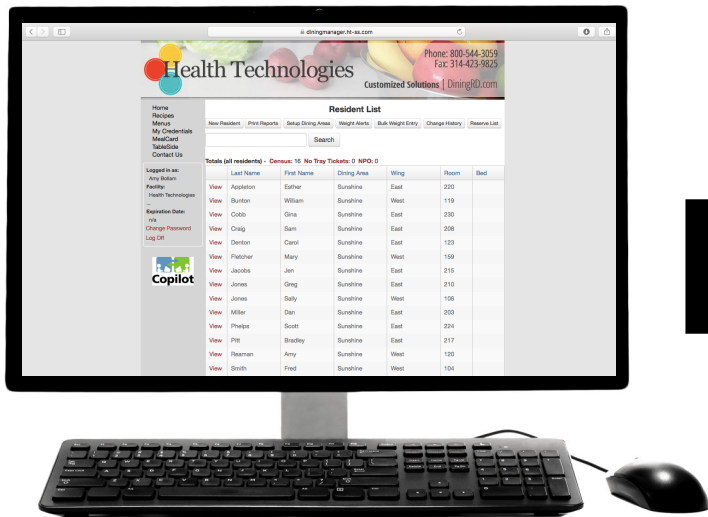 diningmanager.ht-ss.com
Health Technologies
Phone: 800-544-3059
Fax: 314-423-9825
Customized Solutions | DiningRD.com
Home
Recipes
Menus
My Credentials
MealCard
TableSide
Contact Us
Logged in as:
Amy Bollam
Facility:
Health Technologies
...
Expiration Date:
n/a
Change Password
Log Off
Copilot
Resident List
New Resident Print Reports Setup Dining Areas Weight Alerts Bulk Weight Entry Change History Reserve List
Search
Totals (all residents) - Census: 16 No Tray Tickets: 0 NPO: 0
Last Name First Name Dining Area Wing Room Bed
View Appleton Esther Sunshine East 220
View Bunton William Sunshine West 119
View Cobb Gina Sunshine East 230
View Craig Sam Sunshine East 208
View Denton Carol Sunshine East 123
View Fletcher Mary Sunshine West 159
View Jacobs Jen Sunshine East 215
View Jones Greg Sunshine East 210
View Jones Sally Sunshine West 106
View Miller Dan Sunshine East 203
View Phelps Scott Sunshine East 224
View Pitt Bradley Sunshine East 217
View Reaman Amy Sunshine West 120
View Smith Fred Sunshine West 104